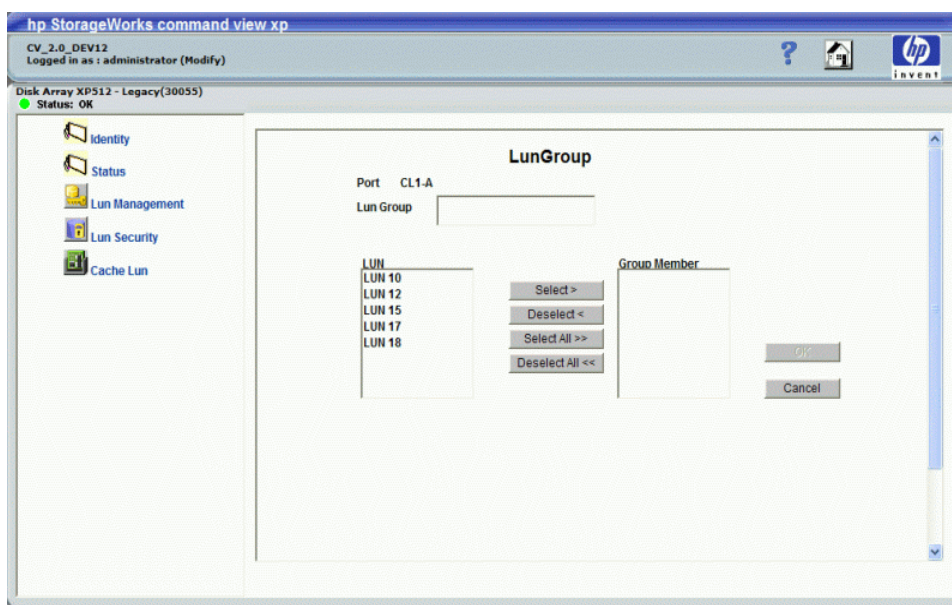 hp StorageWorks command view xp
CV_2.0_DEV12
Logged in as : administrator (Modify)
?
hp
invent
Disk Array XP512 - Legacy(30055)
Status: OK
Identity
Status
Lun Management
Lun Security
Cache Lun
LunGroup
Port CL1-A
Lun Group
LUN
LUN 10
LUN 12
LUN 15
LUN 17
LUN 18
Select >
Deselect <
Select All >>
Deselect All <<
Group Member
OK
Cancel